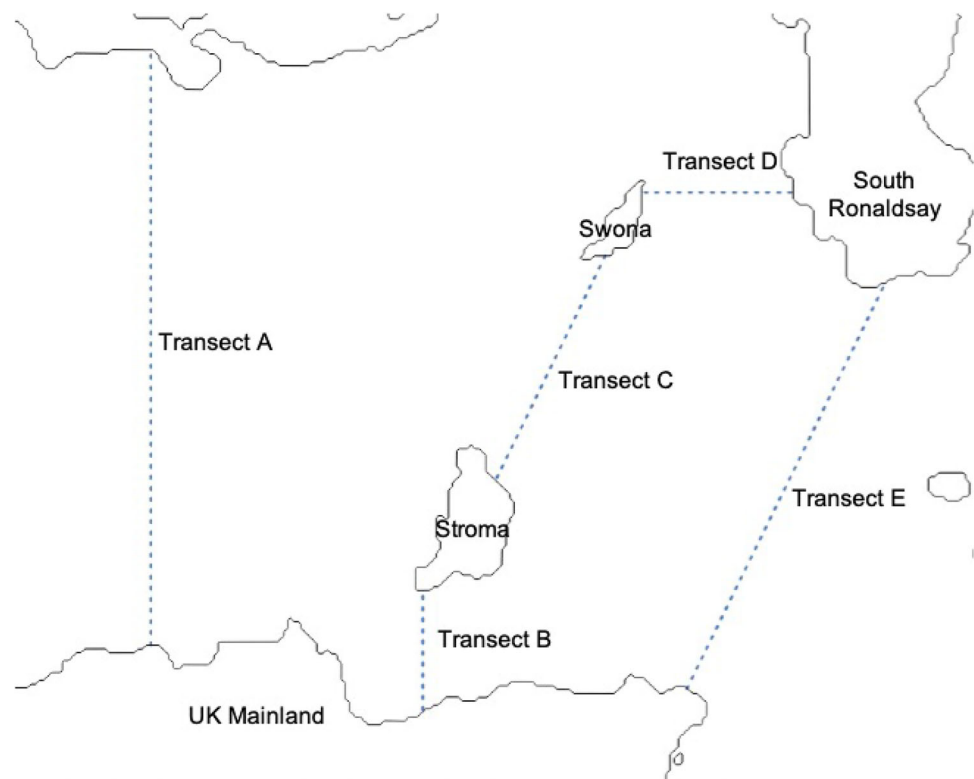 Transect D
South
Ronaldsay
Swona
Transect A
Transect C
Transect E
Stroma
Transect B
UK Mainland